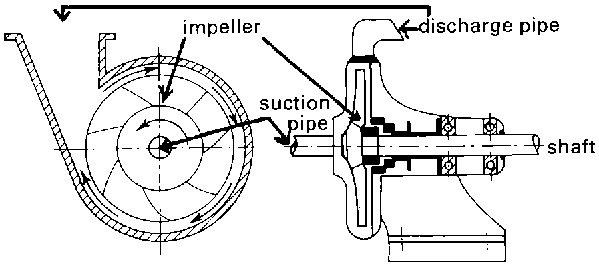 impeller
discharge pipe
suction
pipe
shaft